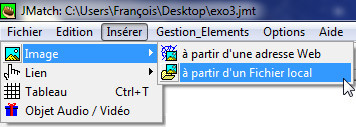 JMatch: C:\Users\François\Desktop\exo3.jmt
Fichier Edition Insérer Gestion_Elements Options Aide
Image à partir d'une adresse Web
Lien à partir d'un Fichier local
Tableau Ctrl+T
Objet Audio / Vidéo